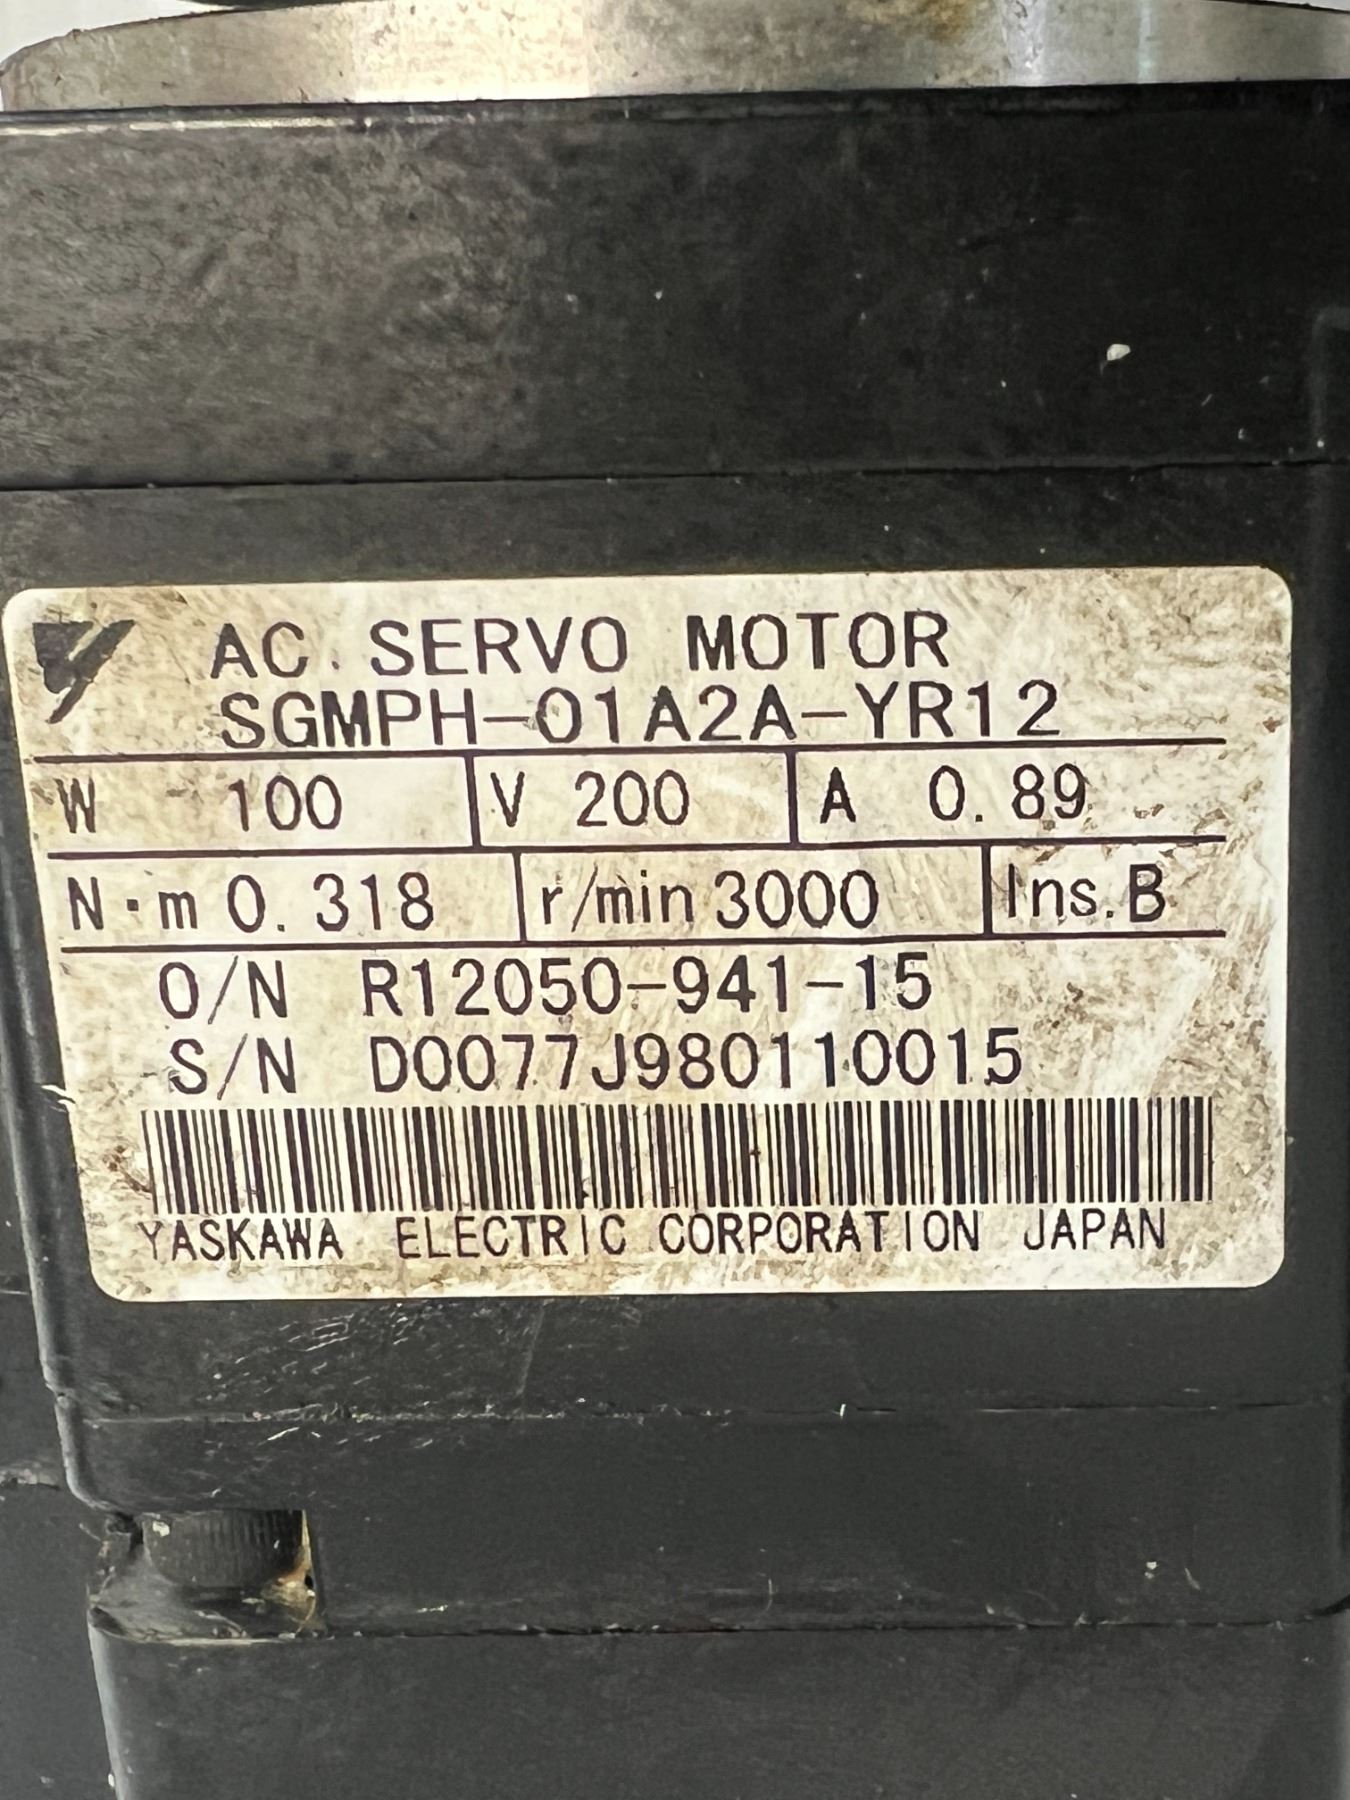 AC SERVO MOTOR
SGMPH-01A2A-YR12
W 100 V 200 A 0.89
N·m 0.318 r/min 3000 Ins. B
O/N R12050-941-15
S/N D0077J980110015
YASKAWA ELECTRIC CORPORATION JAPAN